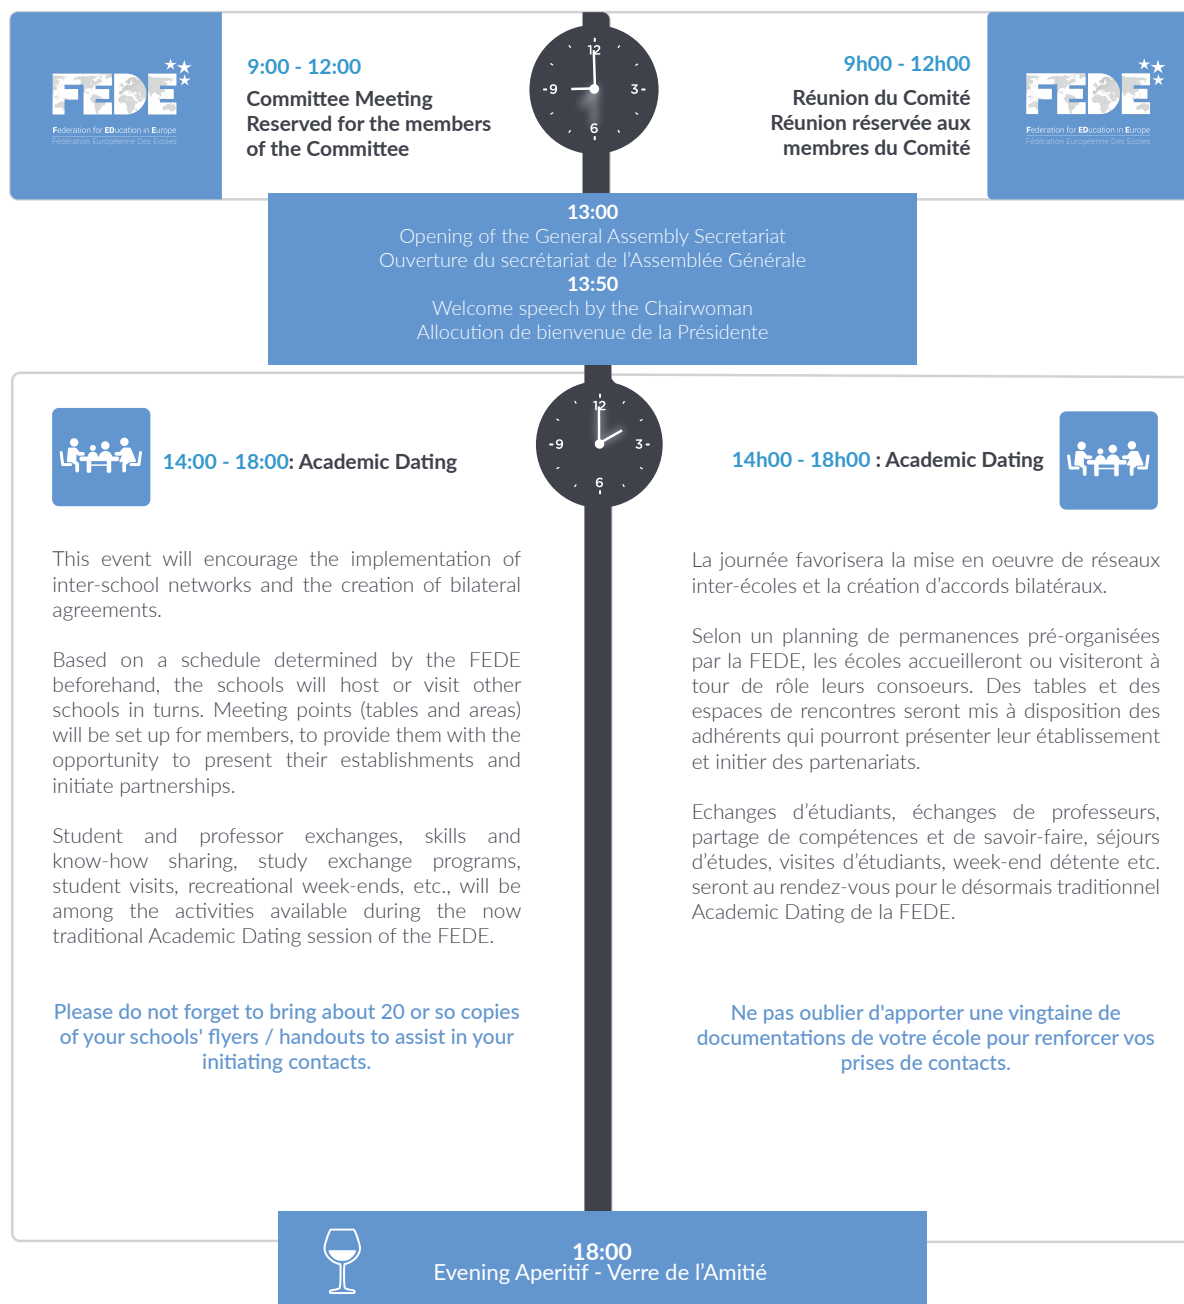 FEDE
Federation for EDucation in Europe
Fédération Européenne Des Ecoles
9:00 - 12:00
Committee Meeting
Reserved for the members
of the Committee
12
3
6
9
9h00 - 12h00
Réunion du Comité
Réunion réservée aux
membres du Comité
FEDE
Federation for EDucation in Europe
Fédération Européenne Des Ecoles
13:00
Opening of the General Assembly Secretariat
Ouverture du secrétariat de l'Assemblée Générale
13:50
Welcome speech by the Chairwoman
Allocution de bienvenue de la Présidente
12
3
6
9
14:00 - 18:00: Academic Dating
This event will encourage the implementation of
inter-school networks and the creation of bilateral
agreements.
Based on a schedule determined by the FEDE
beforehand, the schools will host or visit other
schools in turns. Meeting points (tables and areas)
will be set up for members, to provide them with the
opportunity to present their establishments and
initiate partnerships.
Student and professor exchanges, skills and
know-how sharing, study exchange programs,
student visits, recreational week-ends, etc., will be
among the activities available during the now
traditional Academic Dating session of the FEDE.
Please do not forget to bring about 20 or so copies
of your schools' flyers / handouts to assist in your
initiating contacts.
14h00 - 18h00 : Academic Dating
La journée favorisera la mise en oeuvre de réseaux
inter-écoles et la création d'accords bilatéraux.
Selon un planning de permanences pré-organisées
par la FEDE, les écoles accueilleront ou visiteront à
tour de rôle leurs consoeurs. Des tables et des
espaces de rencontres seront mis à disposition des
adhérents qui pourront présenter leur établissement
et initier des partenariats.
Echanges d'étudiants, échanges de professeurs,
partage de compétences et de savoir-faire, séjours
d'études, visites d'étudiants, week-end détente etc.
seront au rendez-vous pour le désormais traditionnel
Academic Dating de la FEDE.
Ne pas oublier d'apporter une vingtaine de
documentations de votre école pour renforcer vos
prises de contacts.
18:00
Evening Aperitif - Verre de l'Amitié